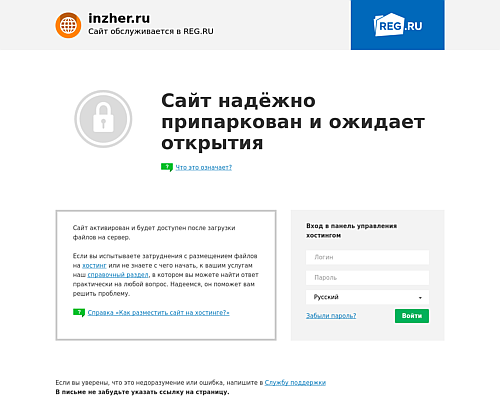 inzher.ru
Сайт обслуживается в REG.RU
REG.RU
Сайт надёжно
припаркован и ожидает
открытия
? Что это означает?
Сайт активирован и будет доступен после загрузки
файлов на сервер.
Если вы испытываете затруднения с размещением файлов
на хостинг или не знаете с чего начать, к вашим услугам
наш справочный раздел, в котором вы можете найти ответ
практически на любой вопрос. Надеемся, он поможет вам
решить проблему.
? Справка «Как разместить сайт на хостинге?»
Вход в панель управления
хостингом
Логин
Пароль
Русский
Забыли пароль?
Войти
Если вы уверены, что это недоразумение или ошибка, напишите в Службу поддержки
В письме не забудьте указать ссылку на страницу.